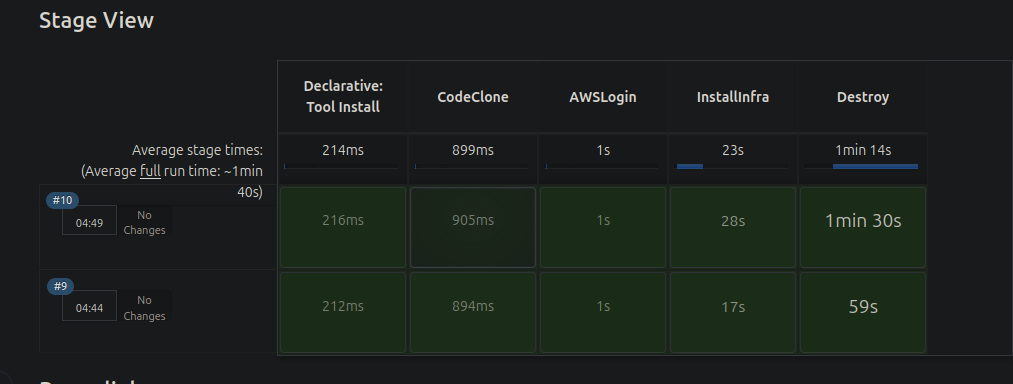 Stage View
Declarative:
Tool Install
CodeClone
AWSLogin
InstallInfra
Destroy
Average stage times:
(Average full run time: ~1min
40s)
214ms
899ms
1s
23s
1min 14s
#10
04:49
No
Changes
216ms
905ms
1s
28s
1min 30s
#9
04:44
No
Changes
212ms
894ms
1s
17s
59s